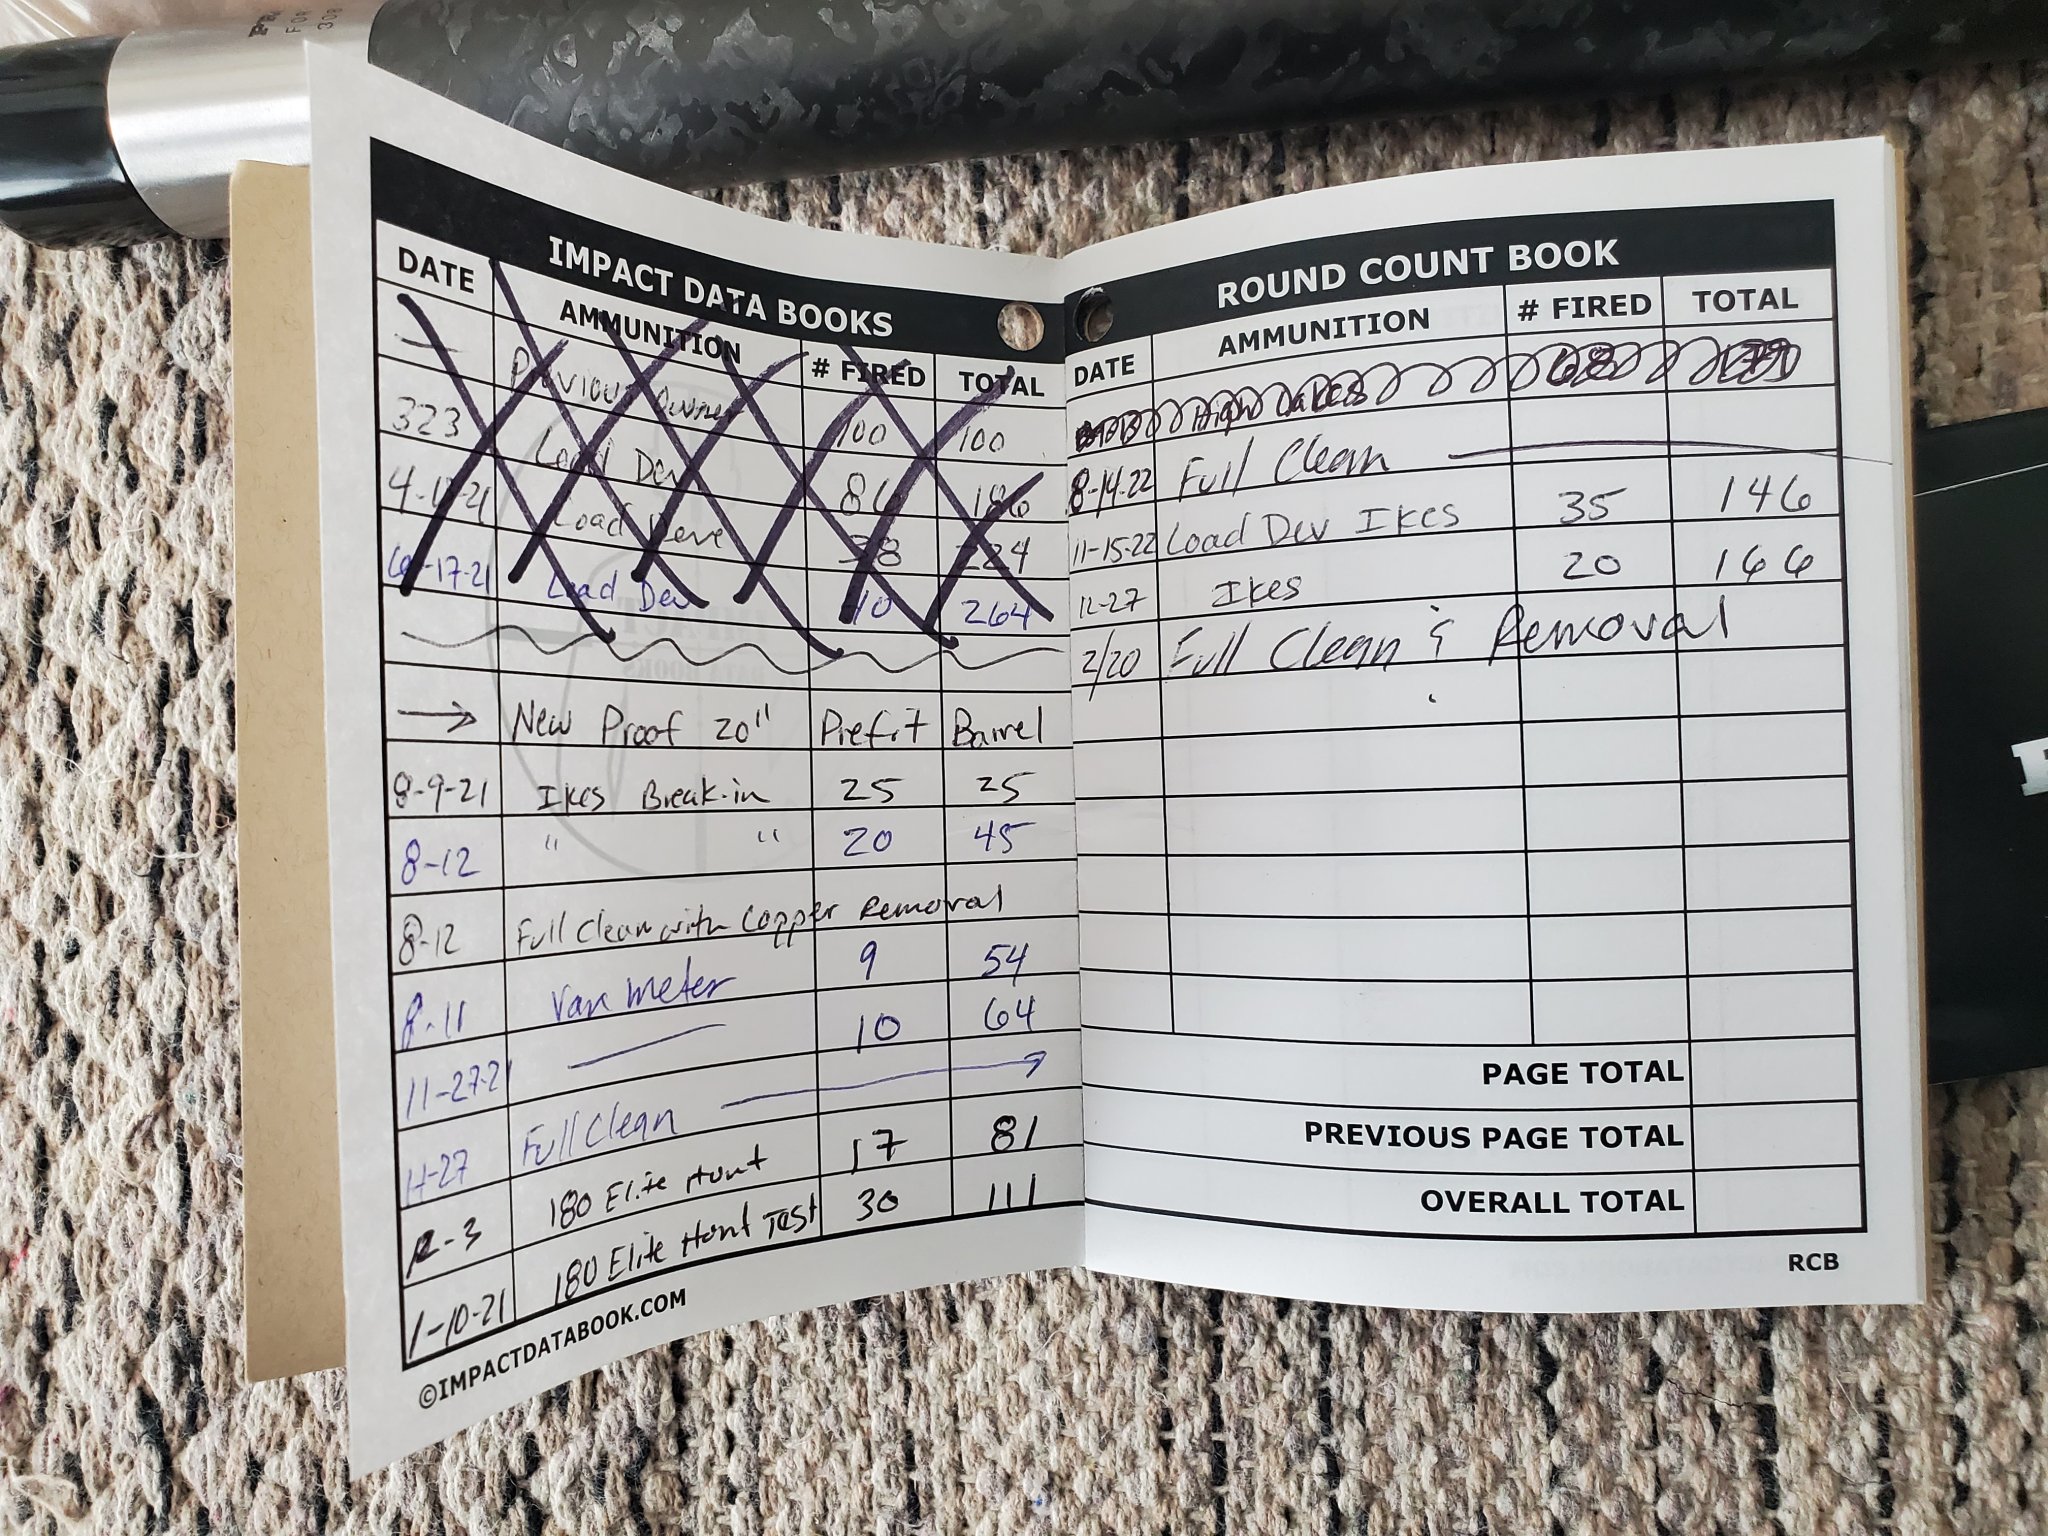 IMPACT DATA BOOKS
DATE AMMUNITION # FIRED TOTAL
— Previous Owner 100 100
323 Load Dev 86 186
4-17-21 Load Deve 38 224
6-17-21 Load Dev 40 264
→ New Proof 20" Prefit Barrel
8-9-21 Ikes Break-in 25 25
8-12 " " 20 45
8-12 Full Clean with Copper Removal
8-11 Van Meter 9 54
11-27-21 — 10 64
11-27 Full Clean →
12-3 180 Elite Hunt 17 81
1-10-21 180 Elite Hunt Test 30 111
©IMPACTDATABOOK.COM
ROUND COUNT BOOK
DATE AMMUNITION # FIRED TOTAL
8-14-22 Full Clean —
11-15-22 Load Dev Ikes 35 146
12-27 Ikes 20 166
2/20 Full Clean & Removal
PAGE TOTAL
PREVIOUS PAGE TOTAL
OVERALL TOTAL
RCB